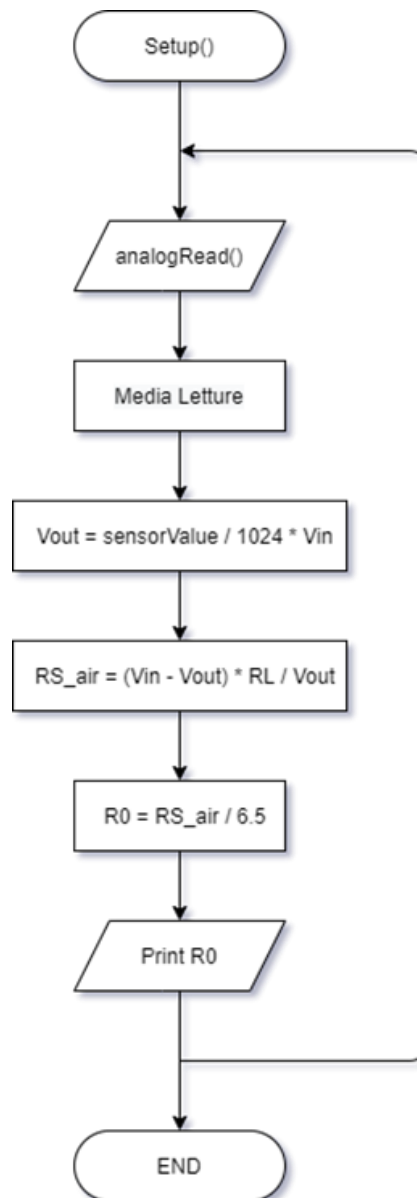 Setup()
analogRead()
Media Letture
Vout = sensorValue / 1024 * Vin
RS_air = (Vin - Vout) * RL / Vout
R0 = RS_air / 6.5
Print R0
END